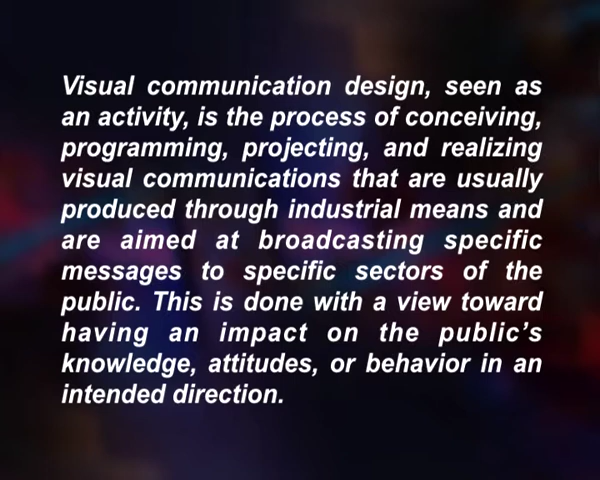 Visual communication design, seen as
an activity, is the process of conceiving,
programming, projecting, and realizing
visual communications that are usually
produced through industrial means and
are aimed at broadcasting specific
messages to specific sectors of the
public. This is done with a view toward
having an impact on the public’s
knowledge, attitudes, or behavior in an
intended direction.